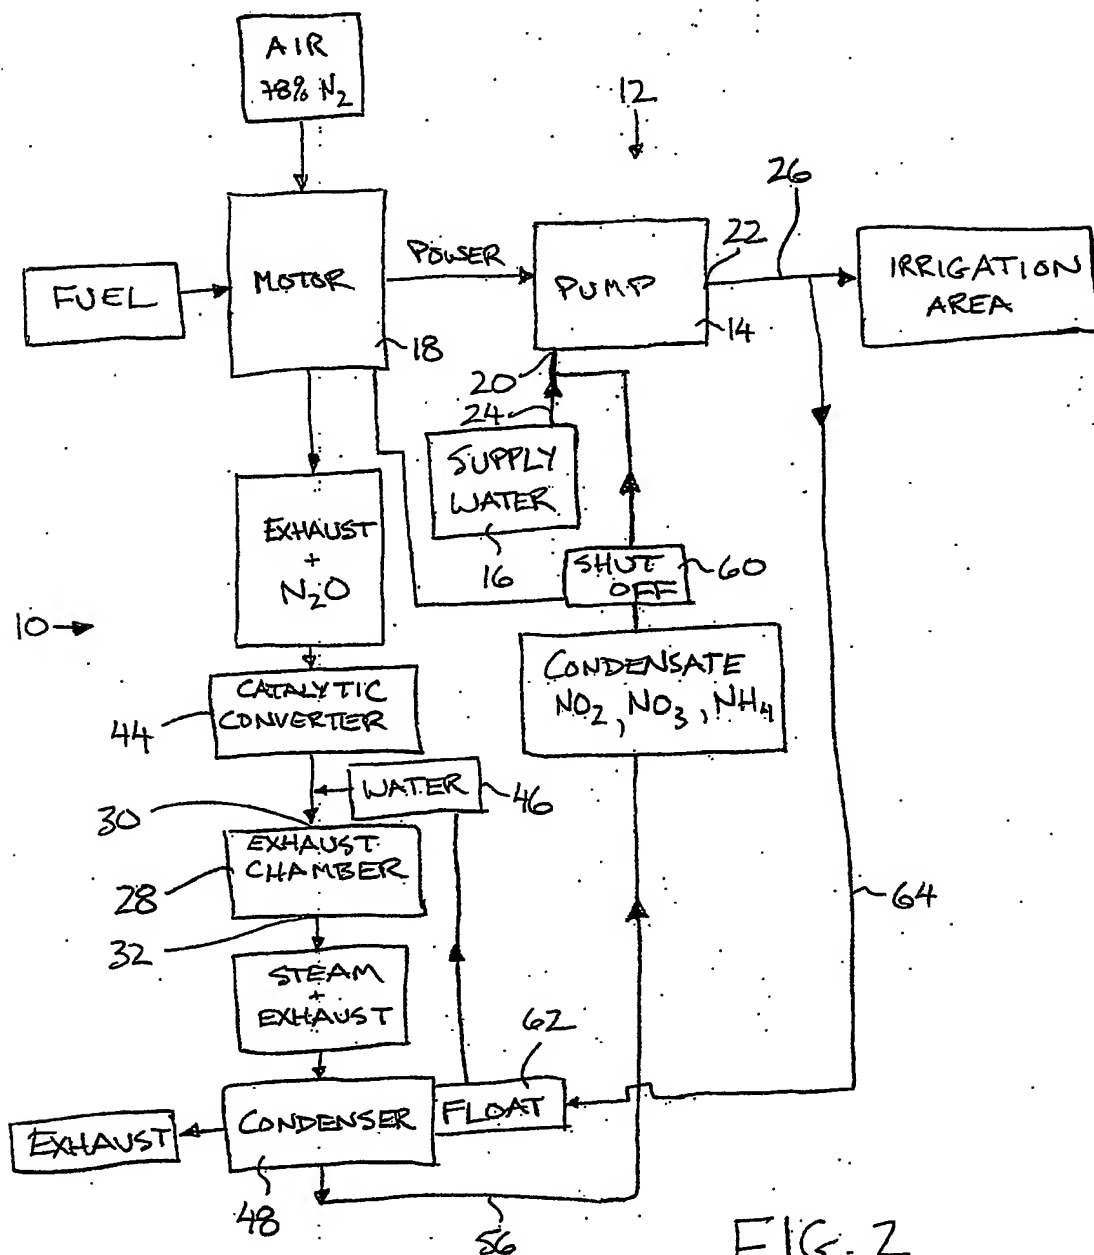 AIR
78% N2
12
26
FUEL
MOTOR
POWER
PUMP
22
IRRIGATION
AREA
18
14
20
24
SUPPLY
WATER
16
SHUT
OFF
60
EXHAUST
+
N2O
10
CONDENSATE
NO2, NO3, NH4
CATALYTIC
CONVERTER
44
WATER
46
30
EXHAUST
CHAMBER
28
64
32
STEAM
+
EXHAUST
62
CONDENSER
FLOAT
EXHAUST
48
56
FIG. 2